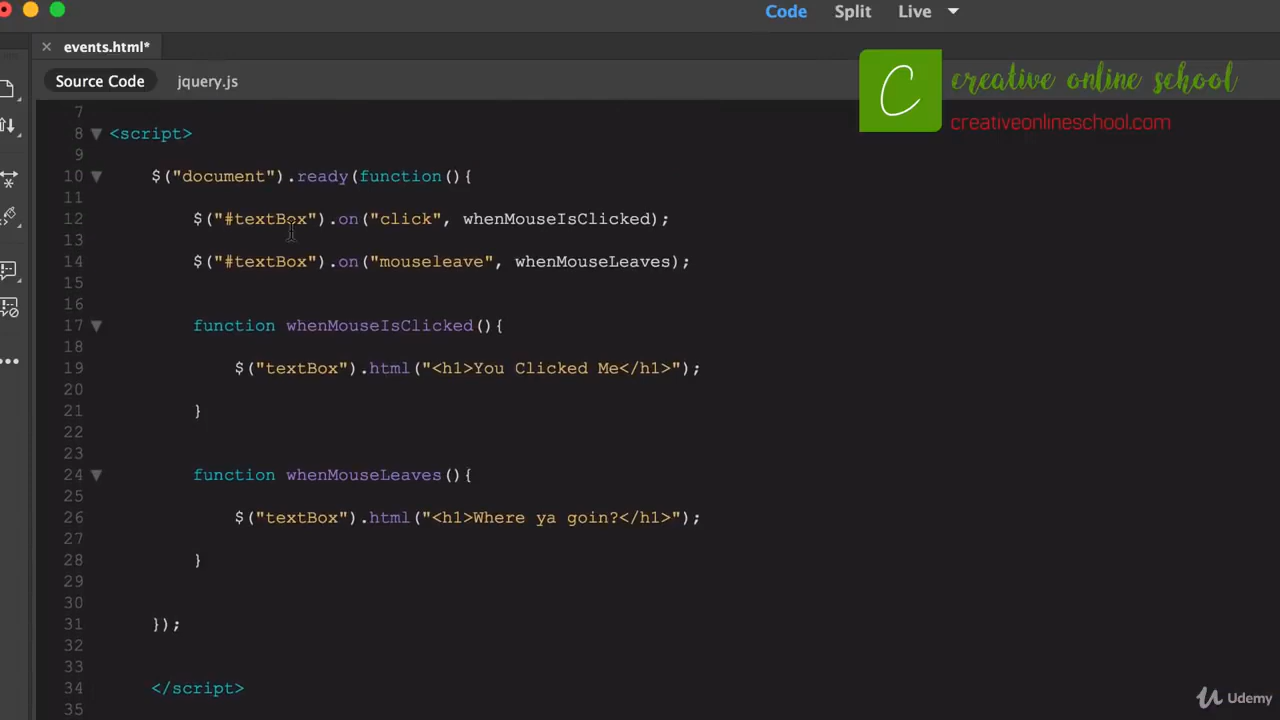 Code Split Live
events.html*
Source Code jquery.js
C creative online school
creativeonlineschool.com
7
8 <script>
9
10 $("document").ready(function(){
11
12 $("#textBox").on("click", whenMouseIsClicked);
13
14 $("#textBox").on("mouseleave", whenMouseLeaves);
15
16
17 function whenMouseIsClicked(){
18
19 $("textBox").html("<h1>You Clicked Me</h1>");
20
21 }
22
23
24 function whenMouseLeaves(){
25
26 $("textBox").html("<h1>Where ya goin?</h1>");
27
28 }
29
30
31 });
32
33
34 </script>
35
Udemy